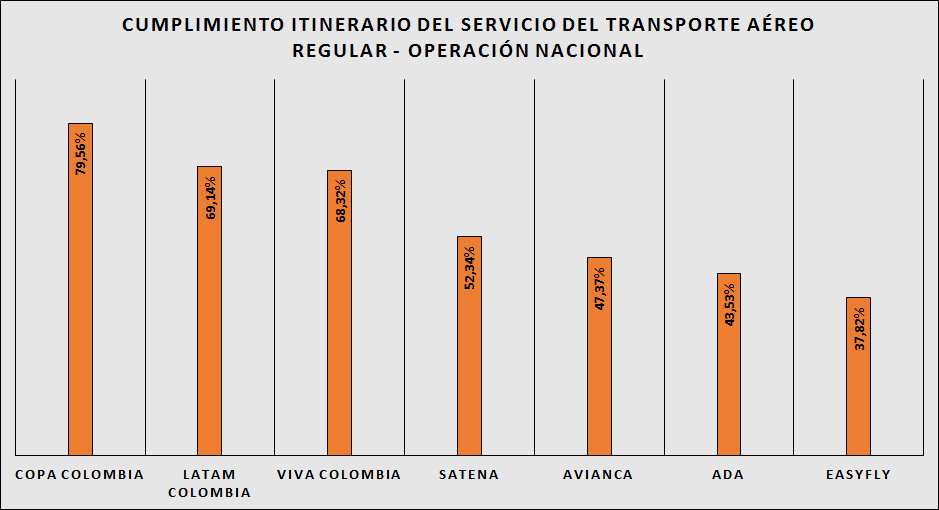 CUMPLIMIENTO ITINERARIO DEL SERVICIO DEL TRANSPORTE AÉREO
REGULAR - OPERACIÓN NACIONAL
79,56%
69,14%
68,32%
52,34%
47,37%
43,53%
37,82%
COPA COLOMBIA
LATAM
COLOMBIA
VIVA COLOMBIA
SATENA
AVIANCA
ADA
EASYFLY